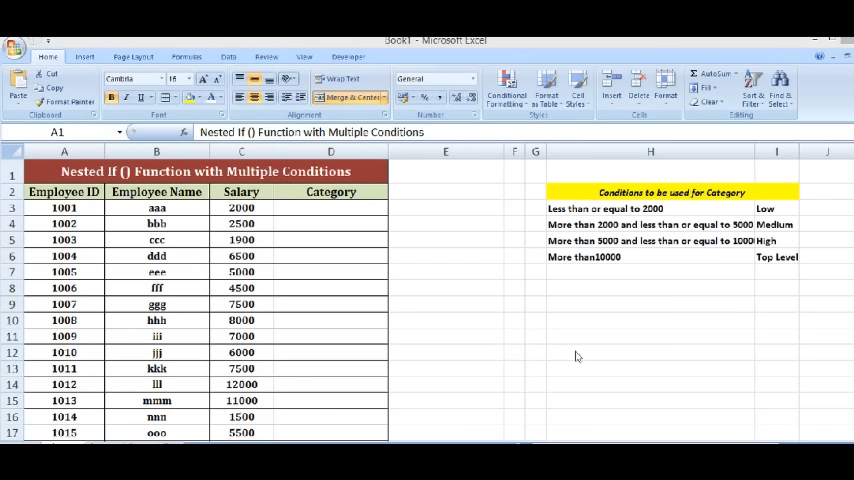 Book1 - Microsoft Excel
Home Insert Page Layout Formulas Data Review View Developer
Cut
Copy
Format Painter
Paste
Clipboard
Cambria 16
B I U
Font
Wrap Text
Merge & Center
Alignment
General
Number
Conditional Formatting
Format as Table
Cell Styles
Styles
Insert Delete Format
Cells
AutoSum
Fill
Clear
Sort & Filter
Find & Select
Editing
A1 fx Nested If () Function with Multiple Conditions
A B C D E F G H I J
1 Nested If () Function with Multiple Conditions
2 Employee ID Employee Name Salary Category Conditions to be used for Category
3 1001 aaa 2000 Less than or equal to 2000 Low
4 1002 bbb 2500 More than 2000 and less than or equal to 5000 Medium
5 1003 ccc 1900 More than 5000 and less than or equal to 1000 High
6 1004 ddd 6500 More than10000 Top Level
7 1005 eee 5000
8 1006 fff 4500
9 1007 ggg 7500
10 1008 hhh 8000
11 1009 iii 7000
12 1010 jjj 6000
13 1011 kkk 7500
14 1012 lll 12000
15 1013 mmm 11000
16 1014 nnn 1500
17 1015 ooo 5500